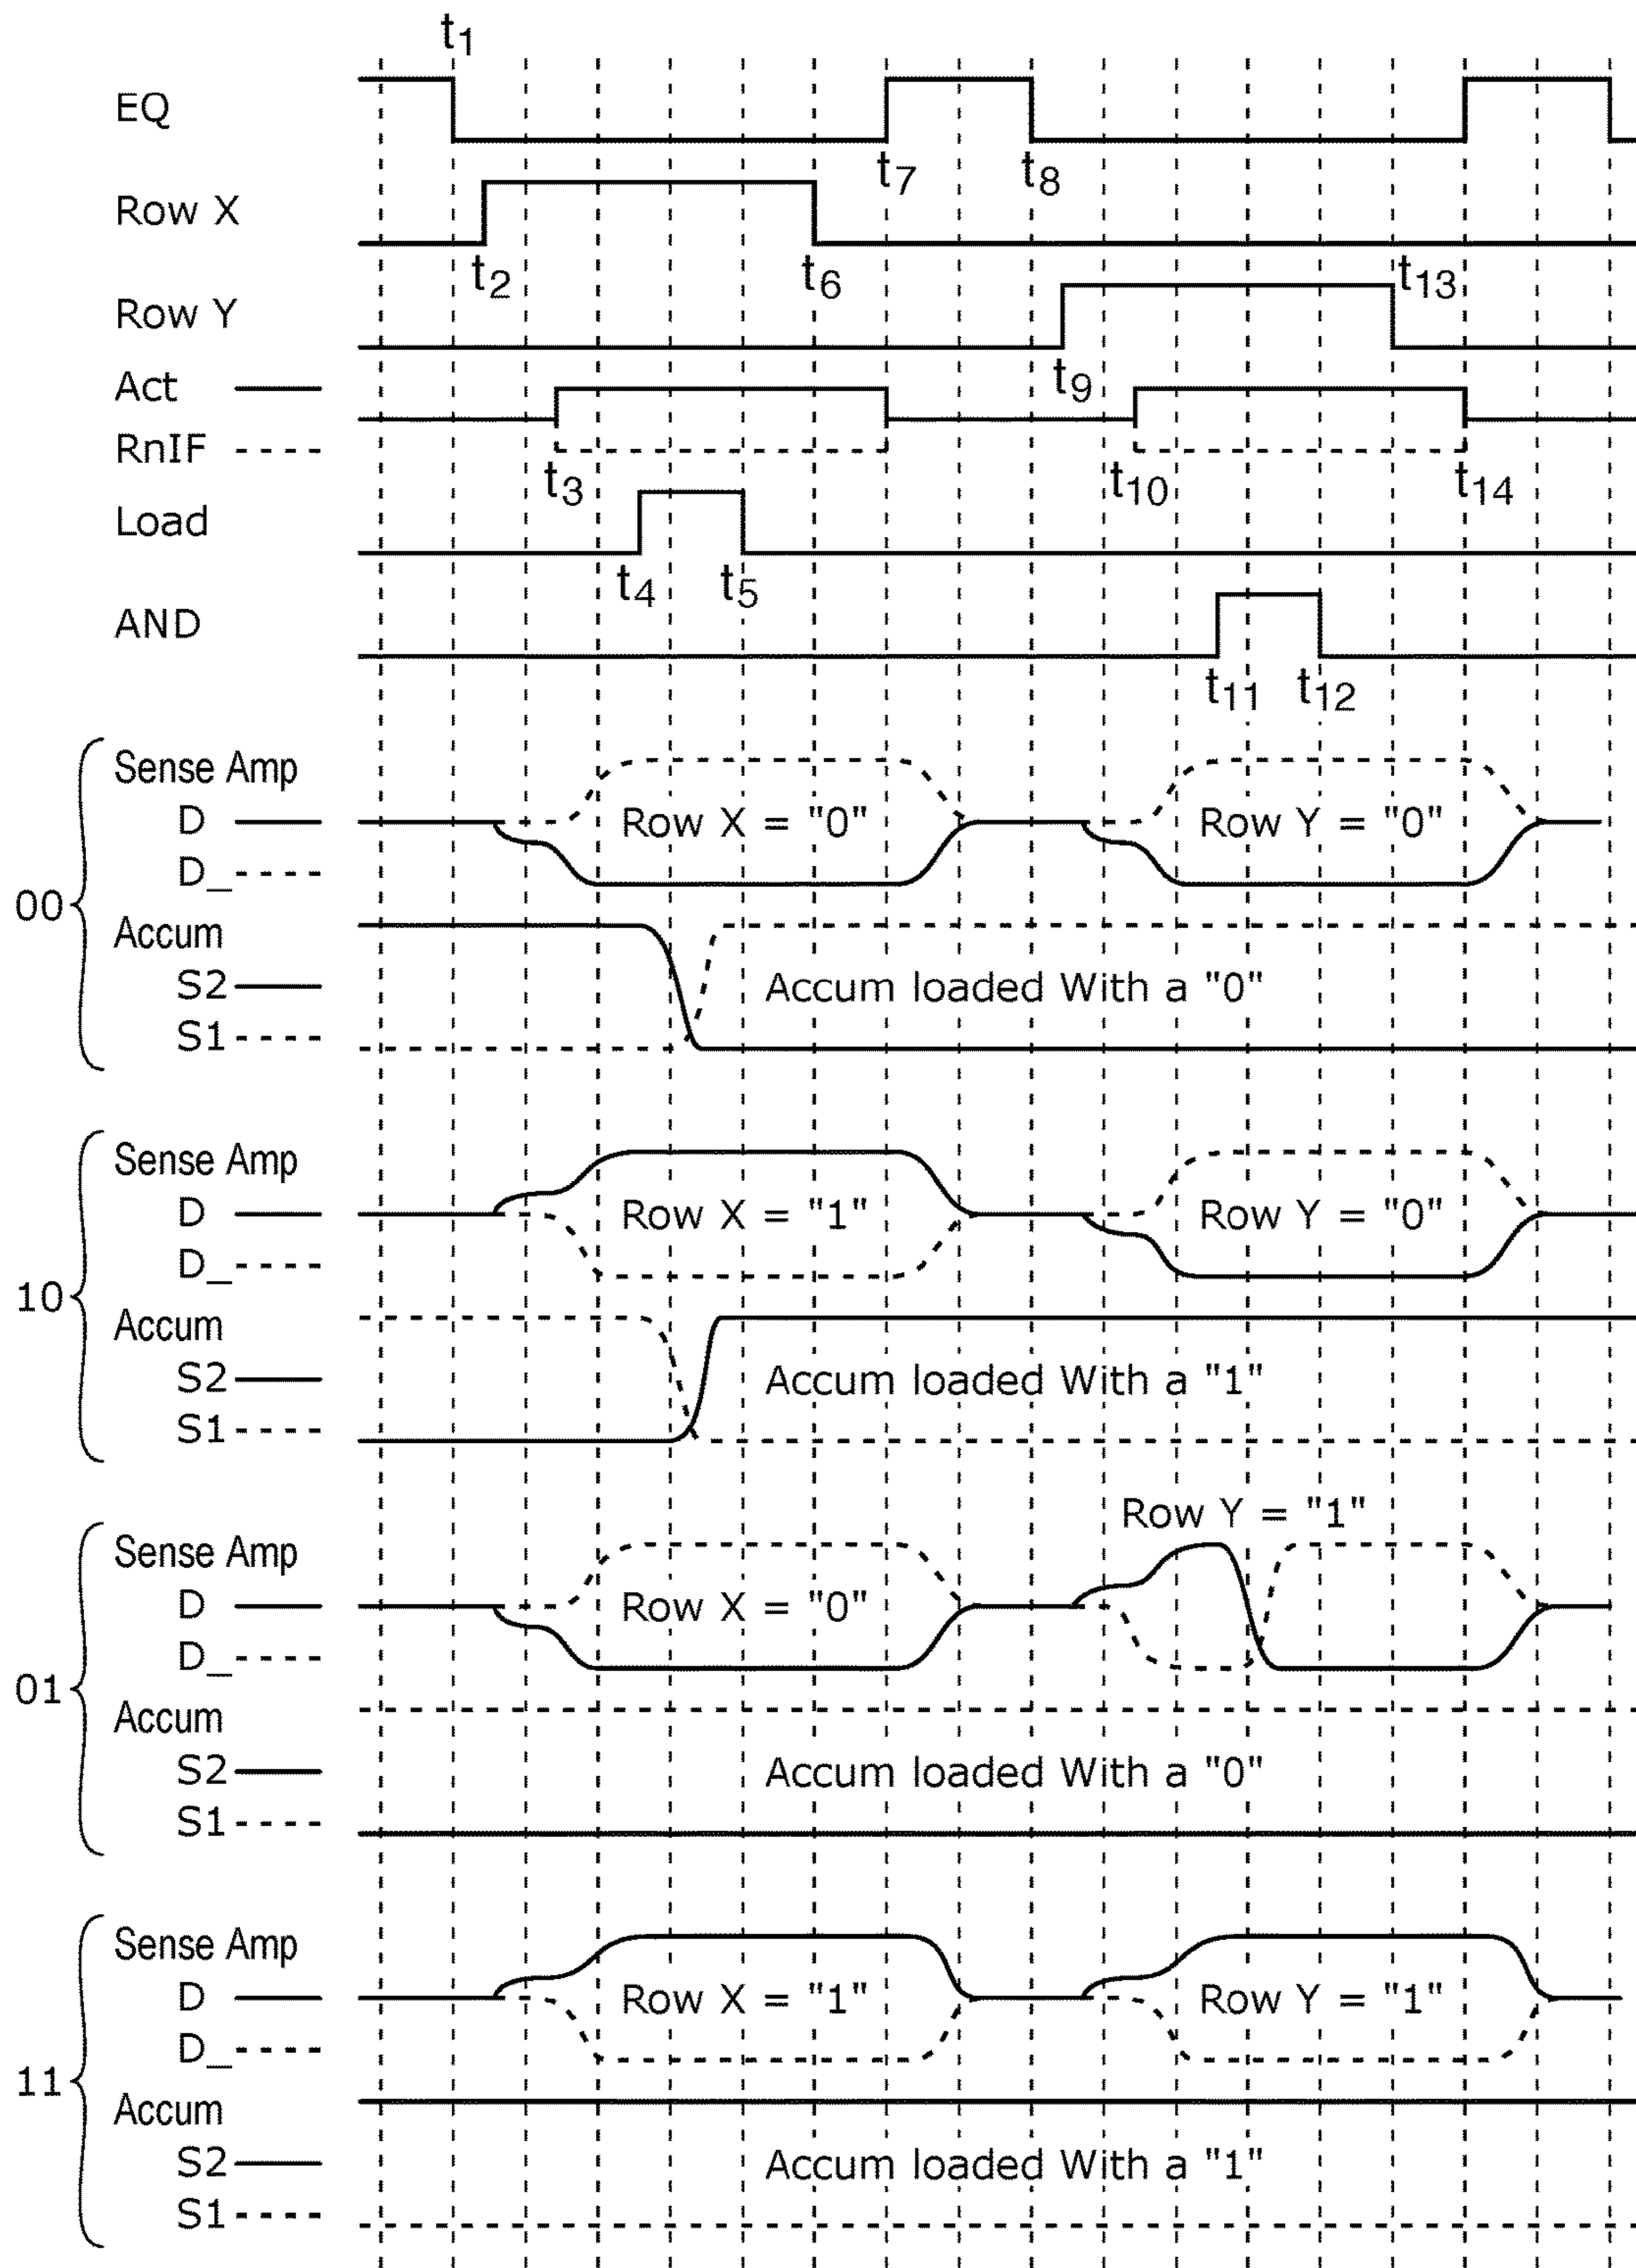 t1
EQ
t7 t8
Row X
t2 t6 t13
Row Y
t9
Act
RnIF
t3 t10 t14
Load
t4 t5
AND
t11 t12
00
Sense Amp
D Row X = "0" Row Y = "0"
D_
Accum
S2 Accum loaded With a "0"
S1
10
Sense Amp
D Row X = "1" Row Y = "0"
D_
Accum
S2 Accum loaded With a "1"
S1
01
Row Y = "1"
Sense Amp
D Row X = "0"
D_
Accum
S2 Accum loaded With a "0"
S1
11
Sense Amp
D Row X = "1" Row Y = "1"
D_
Accum
S2 Accum loaded With a "1"
S1